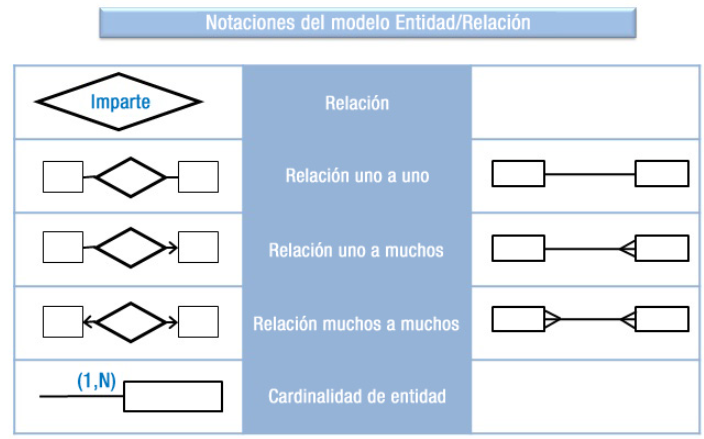 Notaciones del modelo Entidad/Relación
Imparte
Relación
Relación uno a uno
Relación uno a muchos
Relación muchos a muchos
(1,N)
Cardinalidad de entidad